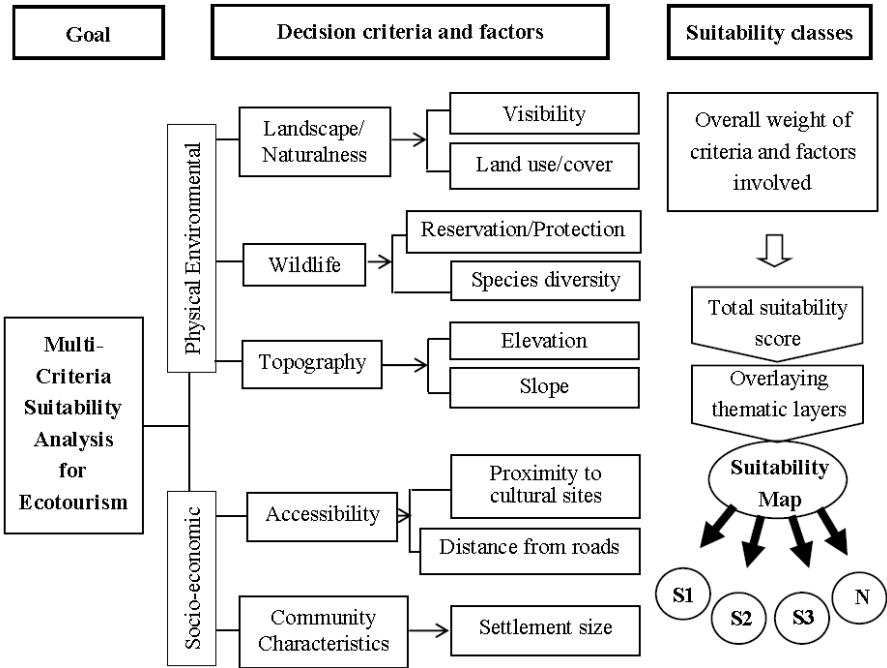 Goal
Decision criteria and factors
Suitability classes
Multi-
Criteria
Suitability
Analysis
for
Ecotourism
Physical Environmental
Landscape/
Naturalness
Visibility
Land use/cover
Wildlife
Reservation/Protection
Species diversity
Topography
Elevation
Slope
Socio-economic
Accessibility
Proximity to
cultural sites
Distance from roads
Community
Characteristics
Settlement size
Overall weight of
criteria and factors
involved
Total suitability
score
Overlaying
thematic layers
Suitability
Map
S1
S2
S3
N